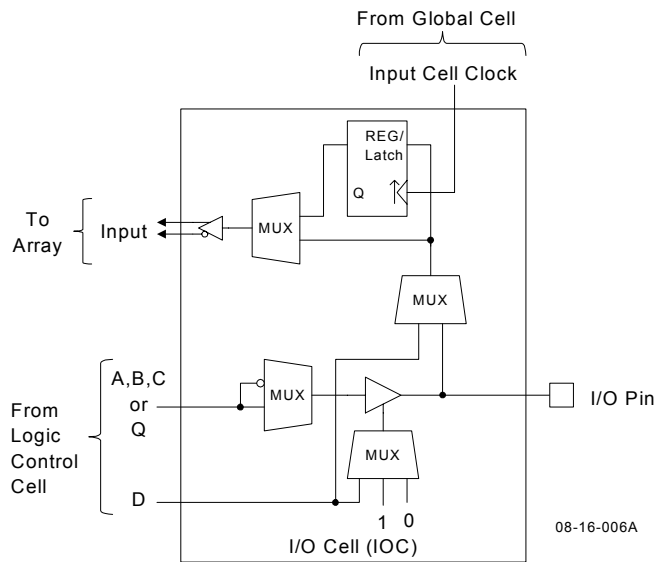 From Global Cell
Input Cell Clock
REG/
Latch
Q
To
Array
Input
MUX
MUX
A,B,C
or
Q
MUX
I/O Pin
From
Logic
Control
Cell
MUX
D
1 0
I/O Cell (IOC)
08-16-006A